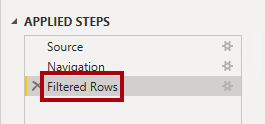 APPLIED STEPS
Source
Navigation
Filtered Rows